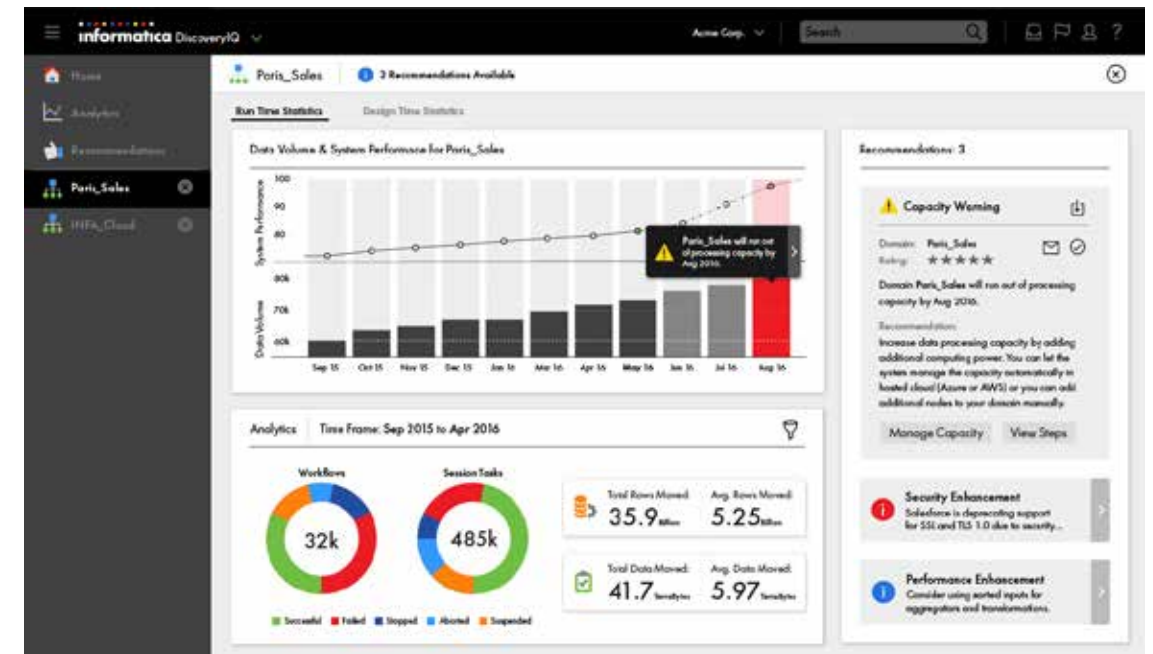 informatica DiscoveryIQ
Acme Corp.
Search
?
Home
Analytics
Recommendations
Paris_Sales
INFA_Cloud
Paris_Sales
3 Recommendations Available
Run Time Statistics
Design Time Statistics
Data Volume & System Performace for Paris_Sales
System Performance
100
90
80
Paris_Sales will run out
of processing capacity by
Aug 2016.
Data Volume
80k
70k
60k
Sep 15 Oct 15 Nov 15 Dec 15 Jan 16 Mar 16 Apr 16 May 16 Jun 16 Jul 16 Aug 16
Analytics
Time Frame: Sep 2015 to Apr 2016
Workflows
32k
Session Tasks
485k
Successful Failed Stopped Aborted Suspended
Total Rows Moved:
35.9 Billion
Avg. Rows Moved:
5.25 Billion
Total Data Moved:
41.7 Terabytes
Avg. Data Moved:
5.97 Terabytes
Recommendations: 3
Capacity Warning
Domain: Paris_Sales
Rating:
Domain Paris_Sales will run out of processing
capacity by Aug 2016.
Recommendation:
Increase data processing capacity by adding
additional computing power. You can let the
system manage the capacity automatically in
hosted cloud (Azure or AWS) or you can add
additional nodes to your domain manually.
Manage Capacity
View Steps
Security Enhancement
Salesforce is deprecating support
for SSL and TLS 1.0 due to security...
Performance Enhancement
Consider using sorted inputs for
aggregators and transformations.